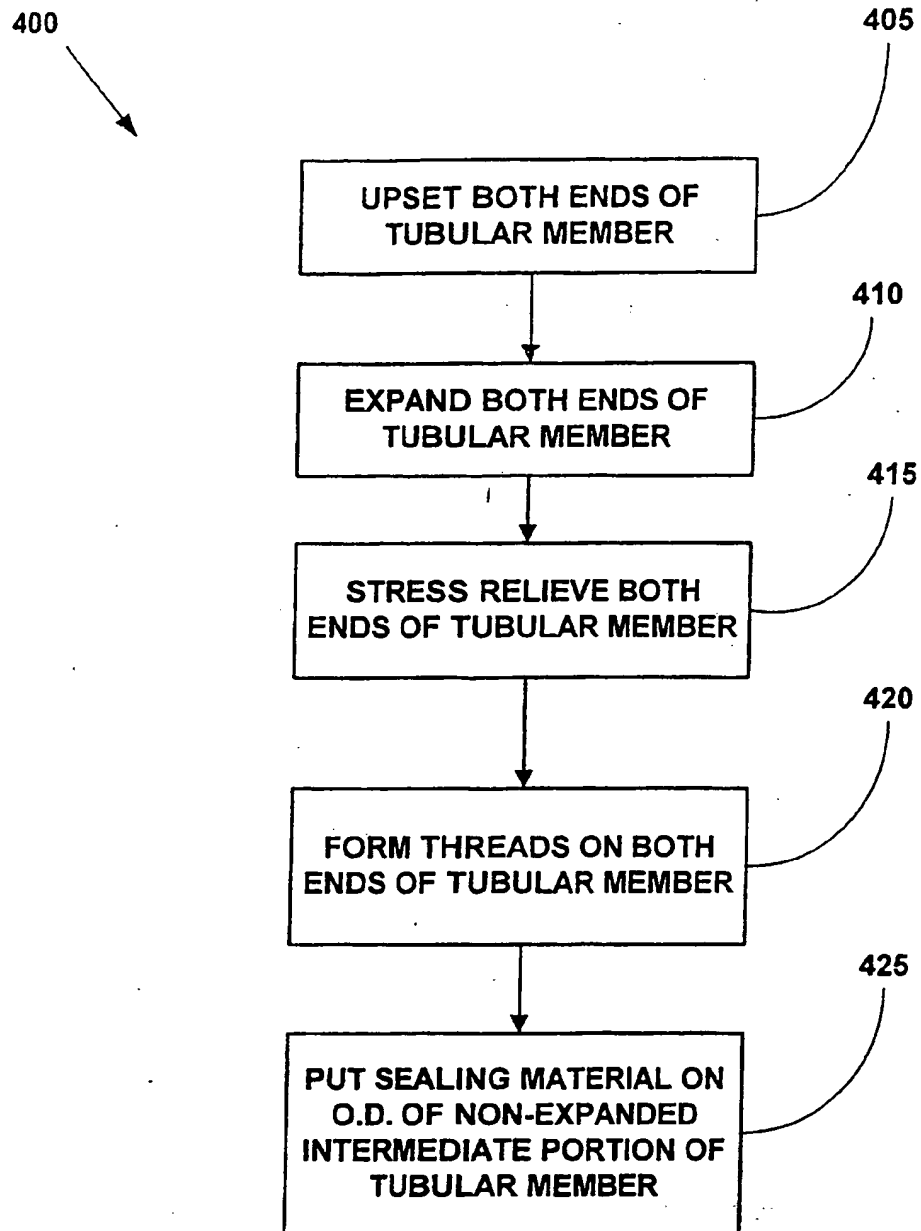 400
405
UPSET BOTH ENDS OF
TUBULAR MEMBER
410
EXPAND BOTH ENDS OF
TUBULAR MEMBER
415
STRESS RELIEVE BOTH
ENDS OF TUBULAR MEMBER
420
FORM THREADS ON BOTH
ENDS OF TUBULAR MEMBER
425
PUT SEALING MATERIAL ON
O.D. OF NON-EXPANDED
INTERMEDIATE PORTION OF
TUBULAR MEMBER